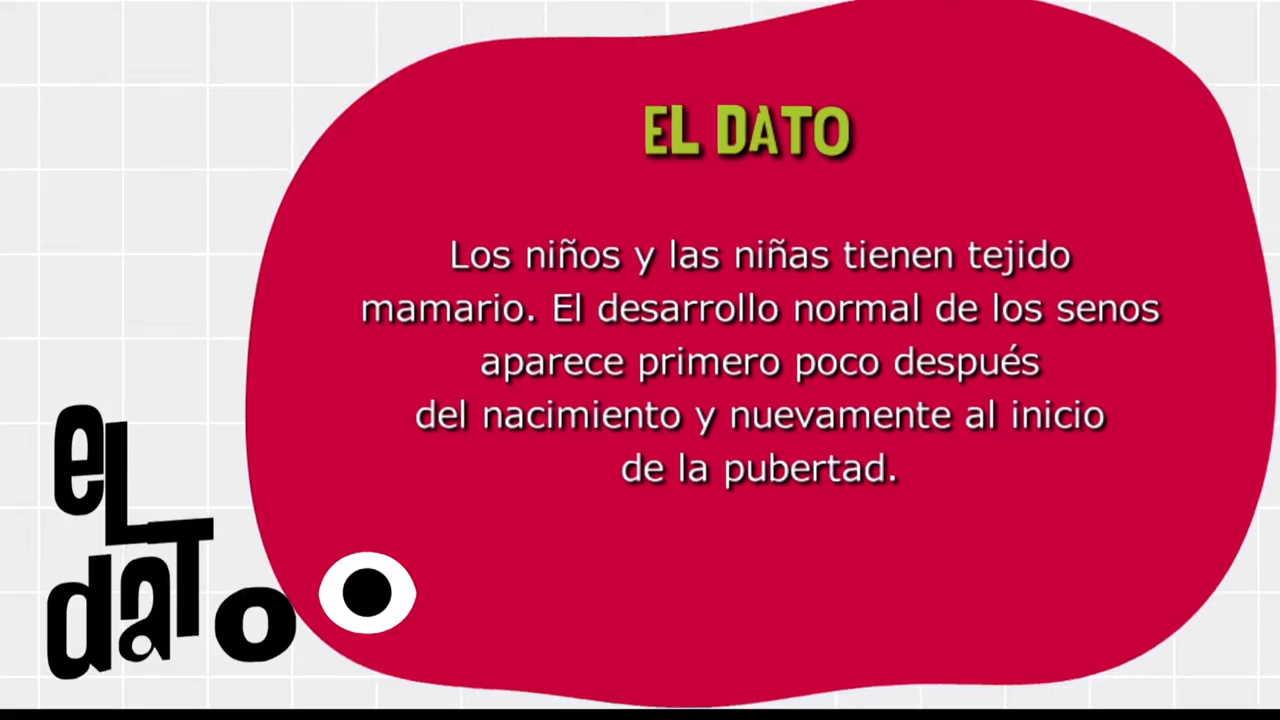 EL DATO
Los niños y las niñas tienen tejido
mamario. El desarrollo normal de los senos
aparece primero poco después
del nacimiento y nuevamente al inicio
de la pubertad.
eL
daTo